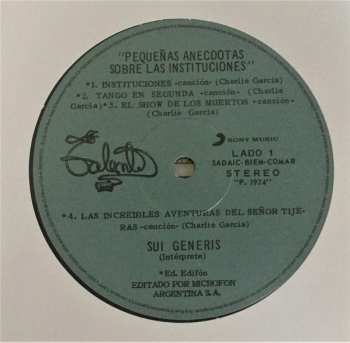 "PEQUEÑAS ANECDOTAS
SOBRE LAS INSTITUCIONES"
*1. INSTITUCIONES -canción- (Charlie García)
*2. TANGO EN SEGUNDA -canción- (Charlie
García)*3. EL SHOW DE LOS MUERTOS -canción-
(Charlie García)
Talent
SONY MUSIC
LADO 1
SADAIC-BIEM-COMAR
STEREO
"P. 1974"
*4. LAS INCREIBLES AVENTURAS DEL SEÑOR TIJE-
RAS -canción- (Charlie García)
SUI GENERIS
(Intérprete)
*Ed. Edifón
EDITADO POR MICROFON
ARGENTINA S.A.